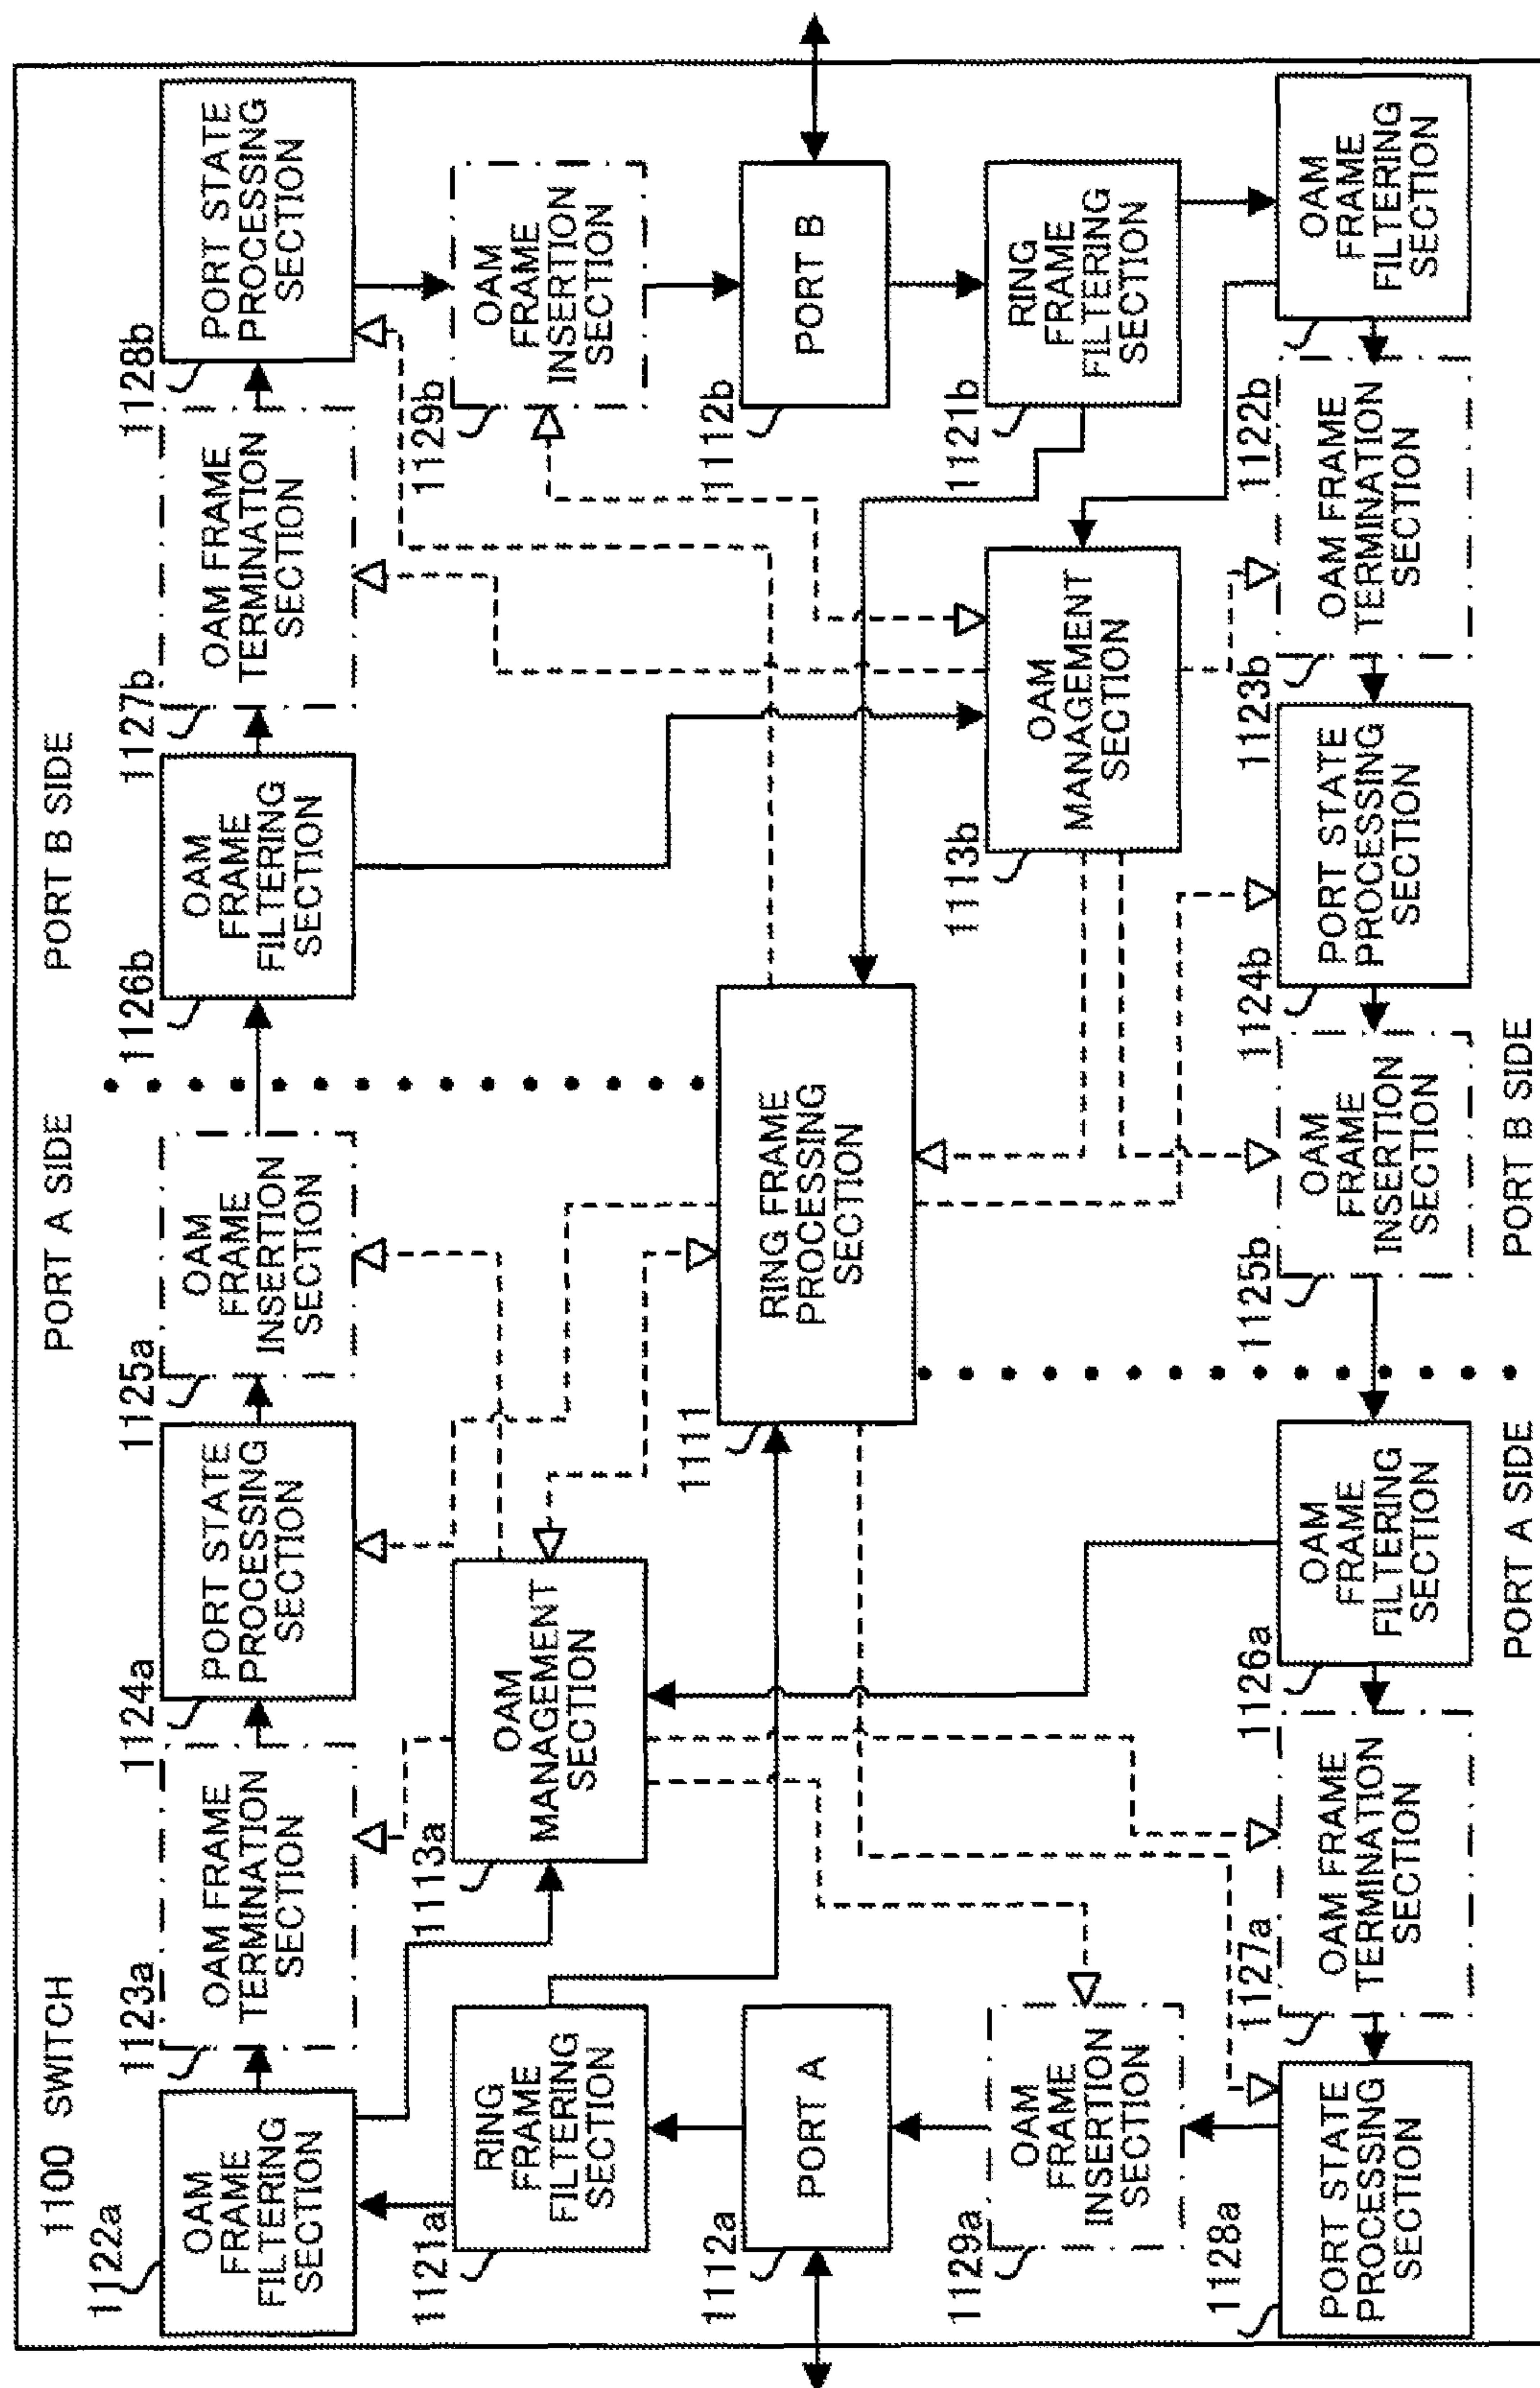 1100 SWITCH
PORT A SIDE
PORT B SIDE
1122a
OAM
FRAME
FILTERING
SECTION
1123a
OAM FRAME
TERMINATION
SECTION
1124a
PORT STATE
PROCESSING
SECTION
1125a
OAM
FRAME
INSERTION
SECTION
1126b
OAM
FRAME
FILTERING
SECTION
1127b
OAM FRAME
TERMINATION
SECTION
1128b
PORT STATE
PROCESSING
SECTION
1121a
RING
FRAME
FILTERING
SECTION
1113a
OAM
MANAGEMENT
SECTION
1129b
OAM
FRAME
INSERTION
SECTION
1112a
PORT A
1111
RING FRAME
PROCESSING
SECTION
1112b
PORT B
1129a
OAM
FRAME
INSERTION
SECTION
1113b
OAM
MANAGEMENT
SECTION
1121b
RING
FRAME
FILTERING
SECTION
1128a
PORT STATE
PROCESSING
SECTION
1127a
OAM FRAME
TERMINATION
SECTION
1126a
OAM
FRAME
FILTERING
SECTION
1125b
OAM
FRAME
INSERTION
SECTION
1124b
PORT STATE
PROCESSING
SECTION
1123b
OAM FRAME
TERMINATION
SECTION
1122b
OAM
FRAME
FILTERING
SECTION
PORT A SIDE
PORT B SIDE